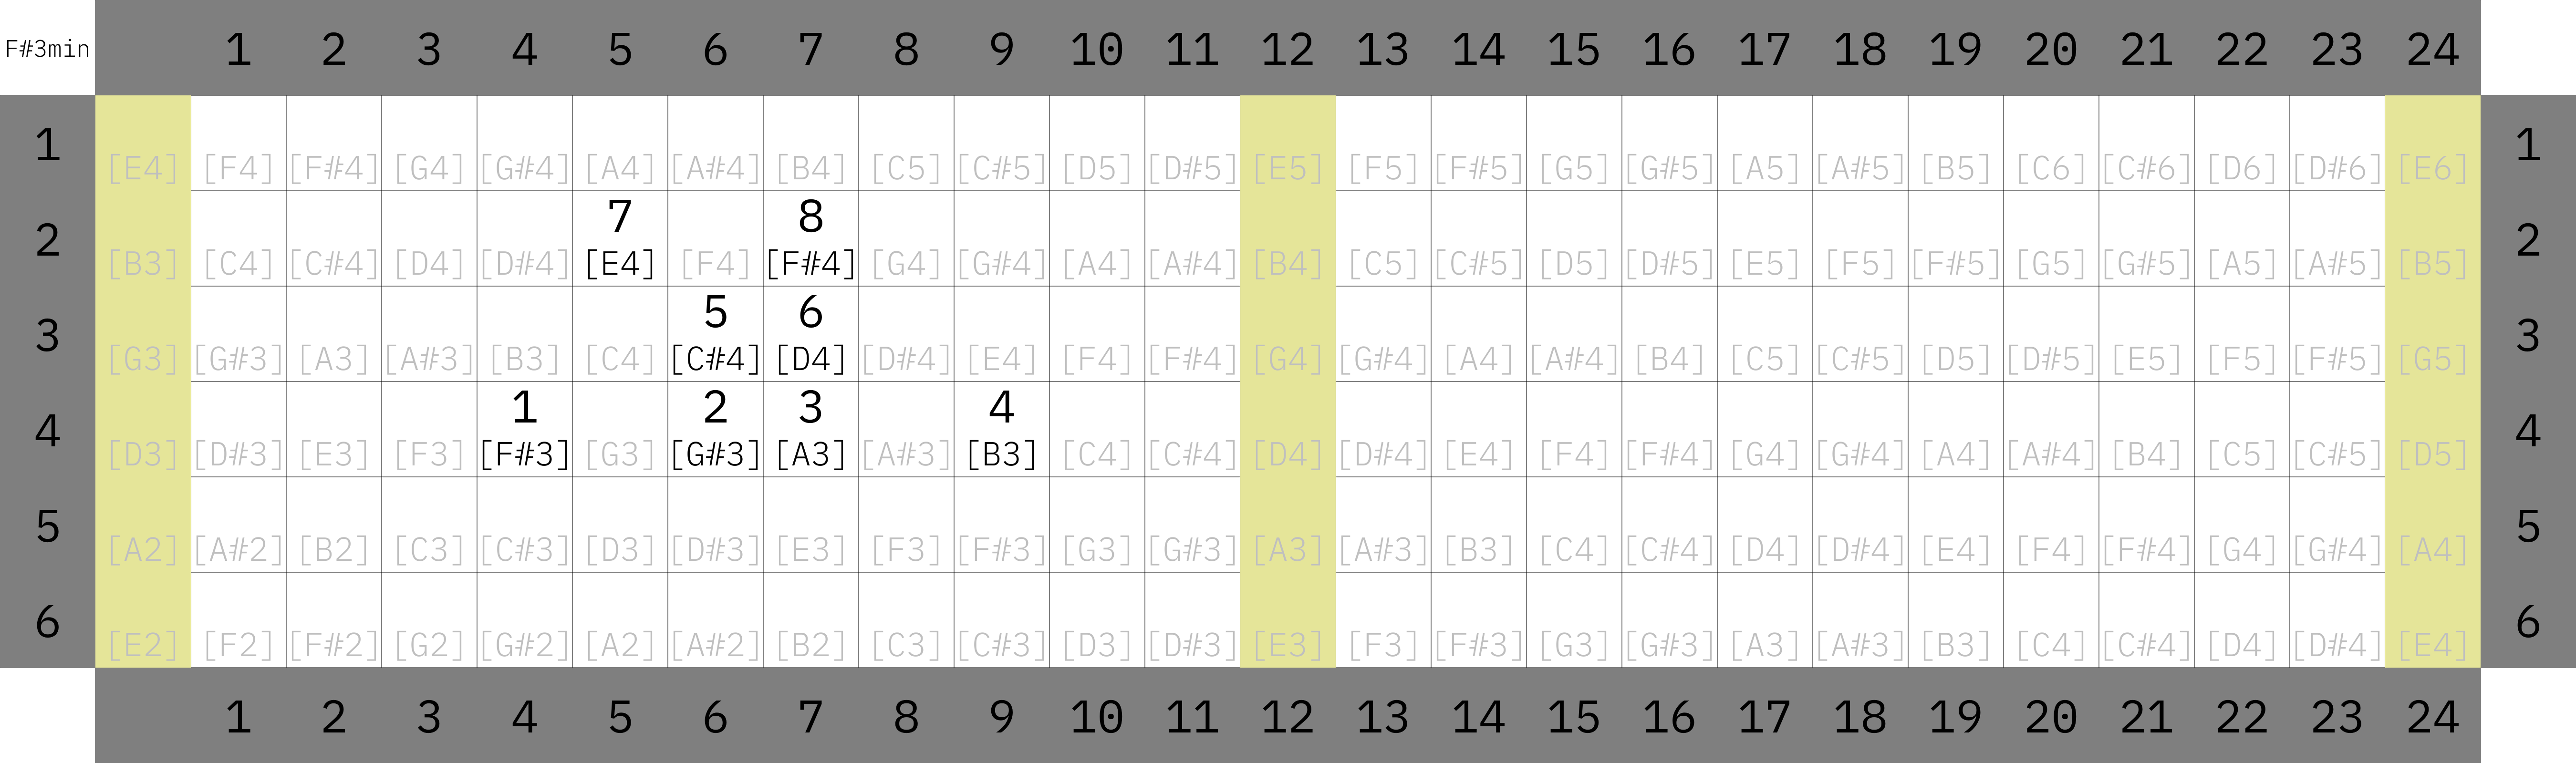 F#3min 1 2 3 4 5 6 7 8 9 10 11 12 13 14 15 16 17 18 19 20 21 22 23 24
1 [E4] [F4] [F#4] [G4] [G#4] [A4] [A#4] [B4] [C5] [C#5] [D5] [D#5] [E5] [F5] [F#5] [G5] [G#5] [A5] [A#5] [B5] [C6] [C#6] [D6] [D#6] [E6] 1
7 8
2 [B3] [C4] [C#4] [D4] [D#4] [E4] [F4] [F#4] [G4] [G#4] [A4] [A#4] [B4] [C5] [C#5] [D5] [D#5] [E5] [F5] [F#5] [G5] [G#5] [A5] [A#5] [B5] 2
5 6
3 [G3] [G#3] [A3] [A#3] [B3] [C4] [C#4] [D4] [D#4] [E4] [F4] [F#4] [G4] [G#4] [A4] [A#4] [B4] [C5] [C#5] [D5] [D#5] [E5] [F5] [F#5] [G5] 3
1 2 3 4
4 [D3] [D#3] [E3] [F3] [F#3] [G3] [G#3] [A3] [A#3] [B3] [C4] [C#4] [D4] [D#4] [E4] [F4] [F#4] [G4] [G#4] [A4] [A#4] [B4] [C5] [C#5] [D5] 4
5 [A2] [A#2] [B2] [C3] [C#3] [D3] [D#3] [E3] [F3] [F#3] [G3] [G#3] [A3] [A#3] [B3] [C4] [C#4] [D4] [D#4] [E4] [F4] [F#4] [G4] [G#4] [A4] 5
6 [E2] [F2] [F#2] [G2] [G#2] [A2] [A#2] [B2] [C3] [C#3] [D3] [D#3] [E3] [F3] [F#3] [G3] [G#3] [A3] [A#3] [B3] [C4] [C#4] [D4] [D#4] [E4] 6
1 2 3 4 5 6 7 8 9 10 11 12 13 14 15 16 17 18 19 20 21 22 23 24